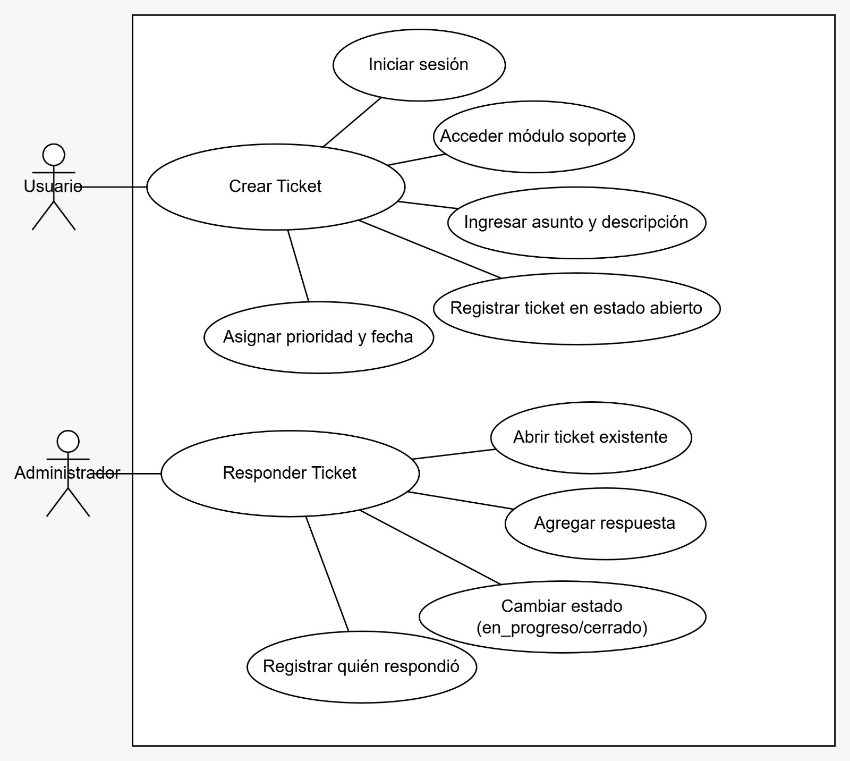 Iniciar sesión
Acceder módulo soporte
Usuario
Crear Ticket
Ingresar asunto y descripción
Registrar ticket en estado abierto
Asignar prioridad y fecha
Abrir ticket existente
Administrador
Responder Ticket
Agregar respuesta
Cambiar estado
(en_progreso/cerrado)
Registrar quién respondió